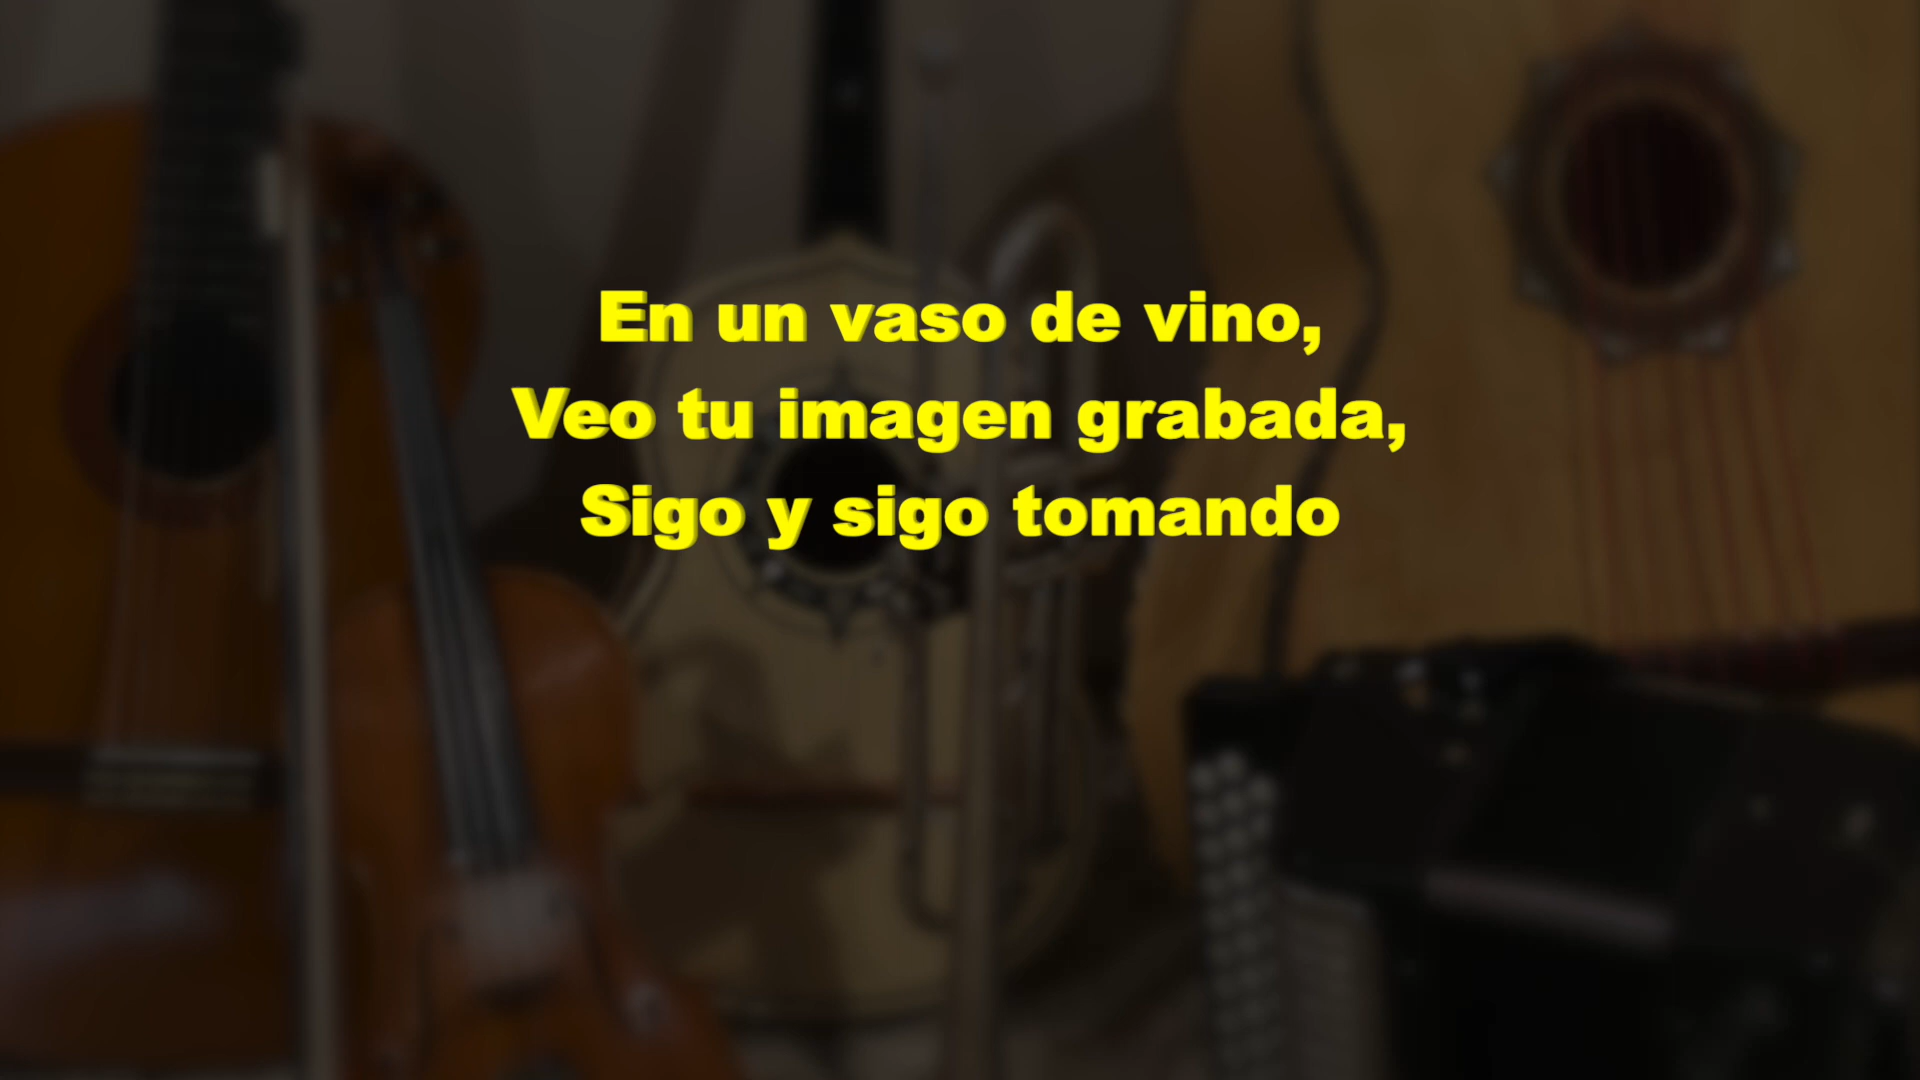 En un vaso de vino,
Veo tu imagen grabada,
Sigo y sigo tomando